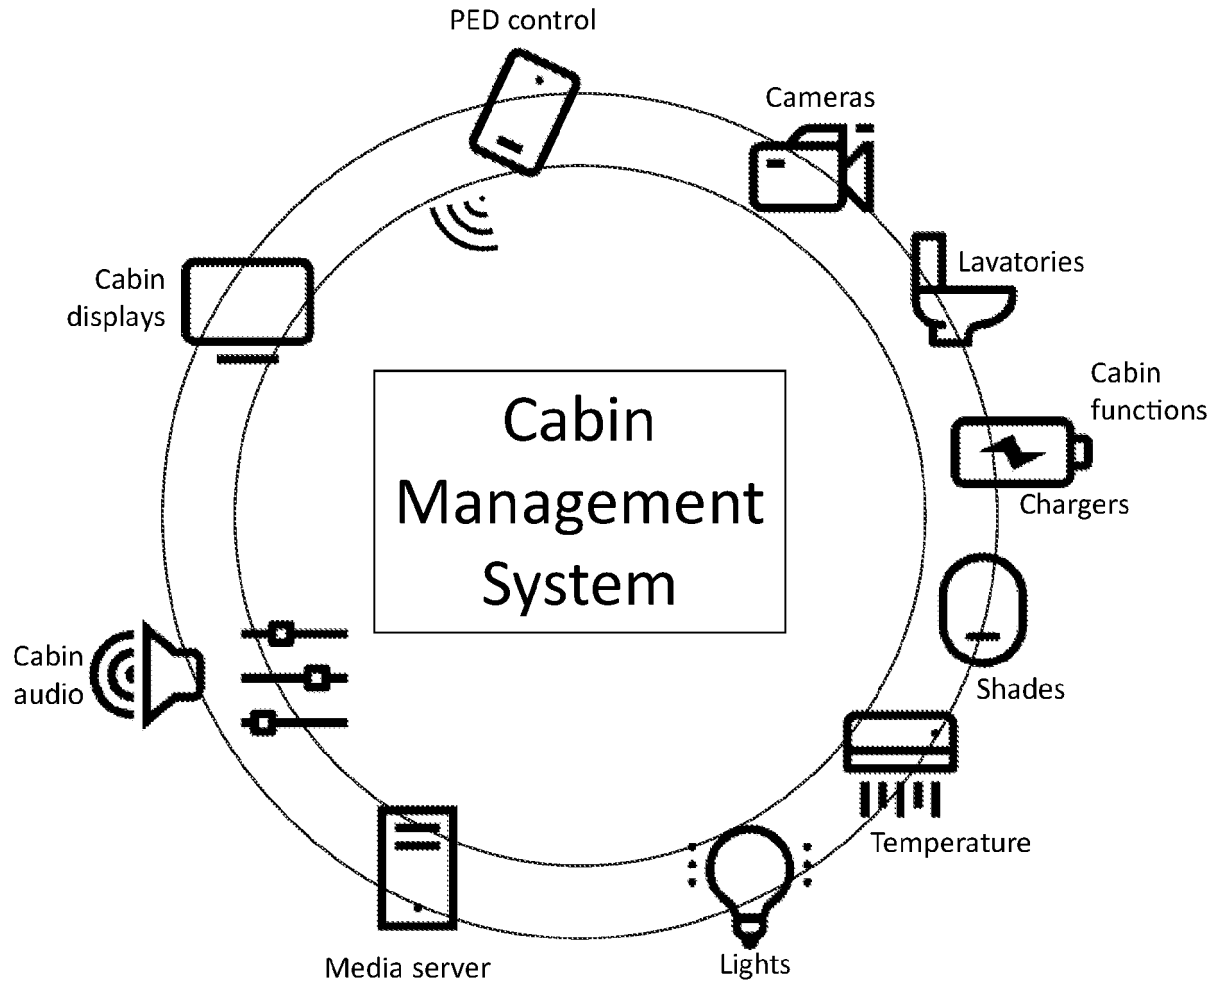 PED control
Cameras
Lavatories
Cabin
functions
Chargers
Shades
Temperature
Lights
Media server
Cabin
audio
Cabin
displays
Cabin
Management
System